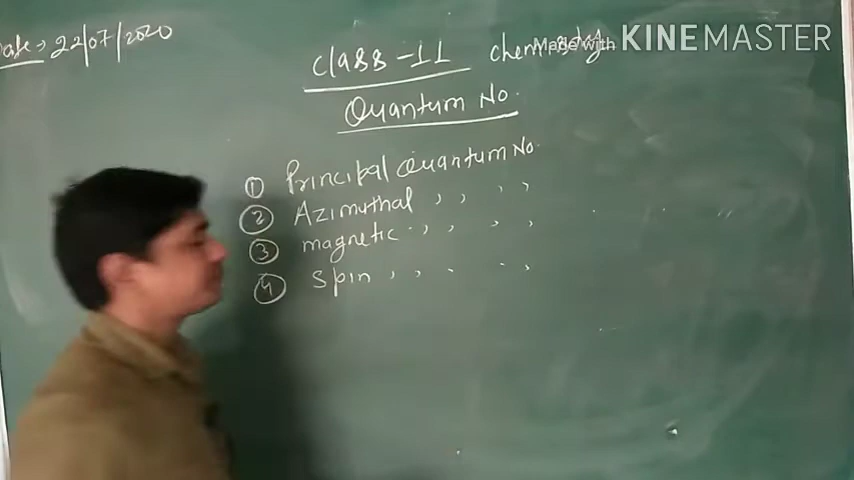 Date → 22/07/2020
Class - 11 chemistry
Made with KINEMASTER
Quantum No.
① Principal Quantum No.
② Azimuthal ,, ,,
③ magnetic ,, ,,
④ Spin ,, ,,